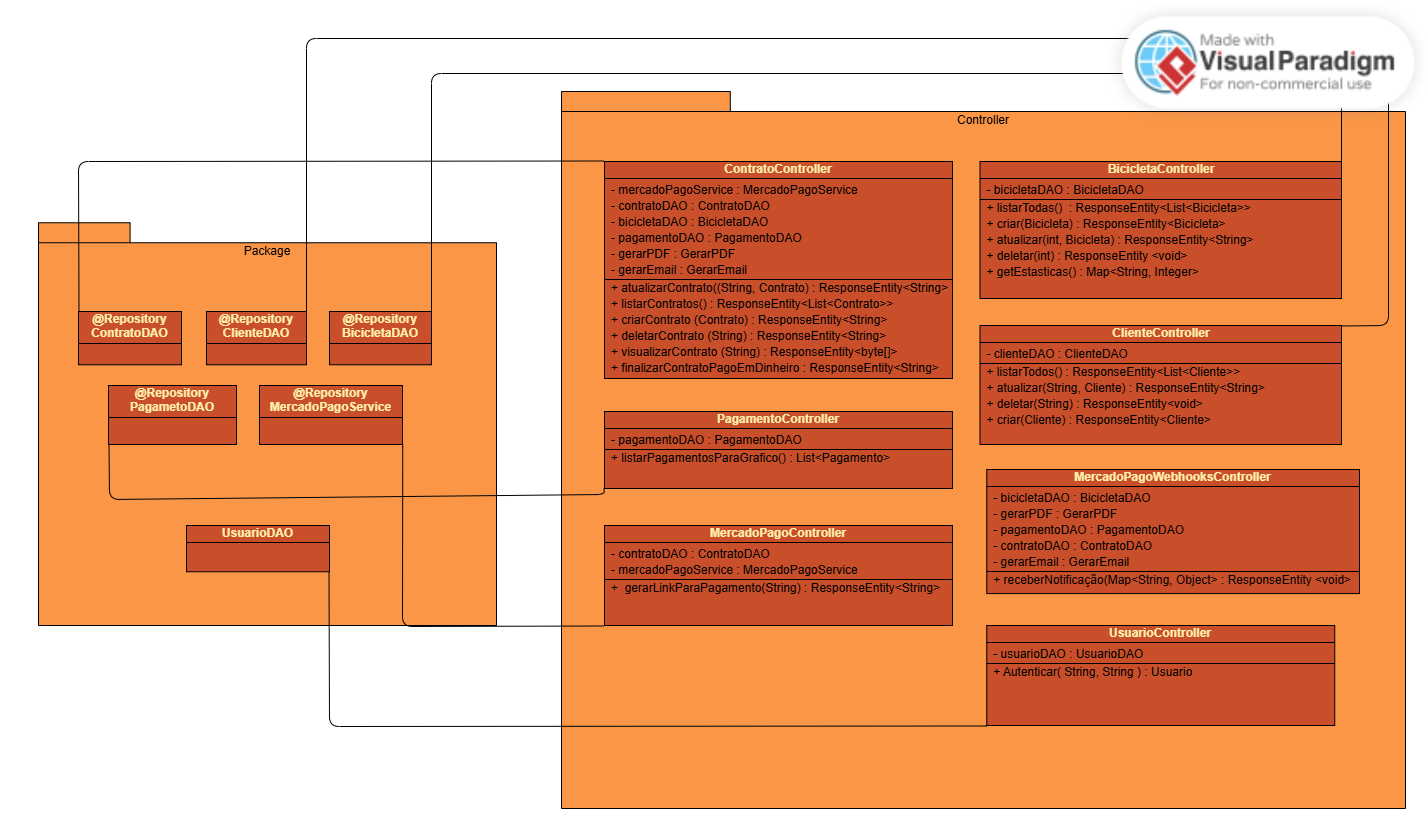 Made with
Visual Paradigm
For non-commercial use
Controller
ContratoController
- mercadoPagoService : MercadoPagoService
- contratoDAO : ContratoDAO
- bicicletaDAO : BicicletaDAO
- pagamentoDAO : PagamentoDAO
- gerarPDF : GerarPDF
- gerarEmail : GerarEmail
+ atualizarContrato((String, Contrato) : ResponseEntity<String>
+ listarContratos() : ResponseEntity<List<Contrato>>
+ criarContrato (Contrato) : ResponseEntity<String>
+ deletarContrato (String) : ResponseEntity<String>
+ visualizarContrato (String) : ResponseEntity<byte[]>
+ finalizarContratoPagoEmDinheiro : ResponseEntity<String>
BicicletaController
- bicicletaDAO : BicicletaDAO
+ listarTodas()  : ResponseEntity<List<Bicicleta>>
+ criar(Bicicleta) : ResponseEntity<Bicicleta>
+ atualizar(int, Bicicleta) : ResponseEntity<String>
+ deletar(int) : ResponseEntity <void>
+ getEstasticas() : Map<String, Integer>
Package
@Repository
ContratoDAO
@Repository
ClienteDAO
@Repository
BicicletaDAO
@Repository
PagametoDAO
@Repository
MercadoPagoService
UsuarioDAO
ClienteController
- clienteDAO : ClienteDAO
+ listarTodos() : ResponseEntity<List<Cliente>>
+ atualizar(String, Cliente) : ResponseEntity<String>
+ deletar(String) : ResponseEntity<void>
+ criar(Cliente) : ResponseEntity<Cliente>
PagamentoController
- pagamentoDAO : PagamentoDAO
+ listarPagamentosParaGrafico() : List<Pagamento>
MercadoPagoWebhooksController
- bicicletaDAO : BicicletaDAO
- gerarPDF : GerarPDF
- pagamentoDAO : PagamentoDAO
- contratoDAO : ContratoDAO
- gerarEmail : GerarEmail
+ receberNotificação(Map<String, Object> : ResponseEntity <void>
MercadoPagoController
- contratoDAO : ContratoDAO
- mercadoPagoService : MercadoPagoService
+  gerarLinkParaPagamento(String) : ResponseEntity<String>
UsuarioController
- usuarioDAO : UsuarioDAO
+ Autenticar( String, String ) : Usuario